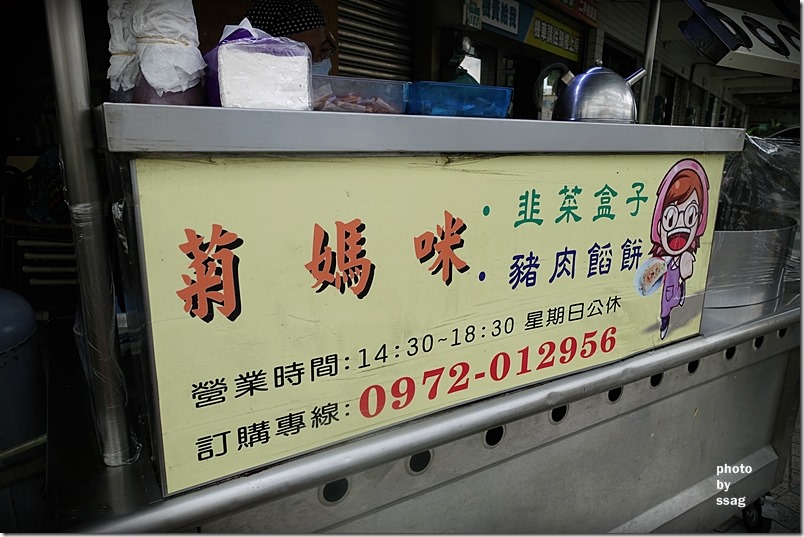 菊媽咪
・韭菜盒子
・豬肉餡餅
營業時間:14:30~18:30 星期日公休
訂購專線:0972-012956
photo
by
ssag